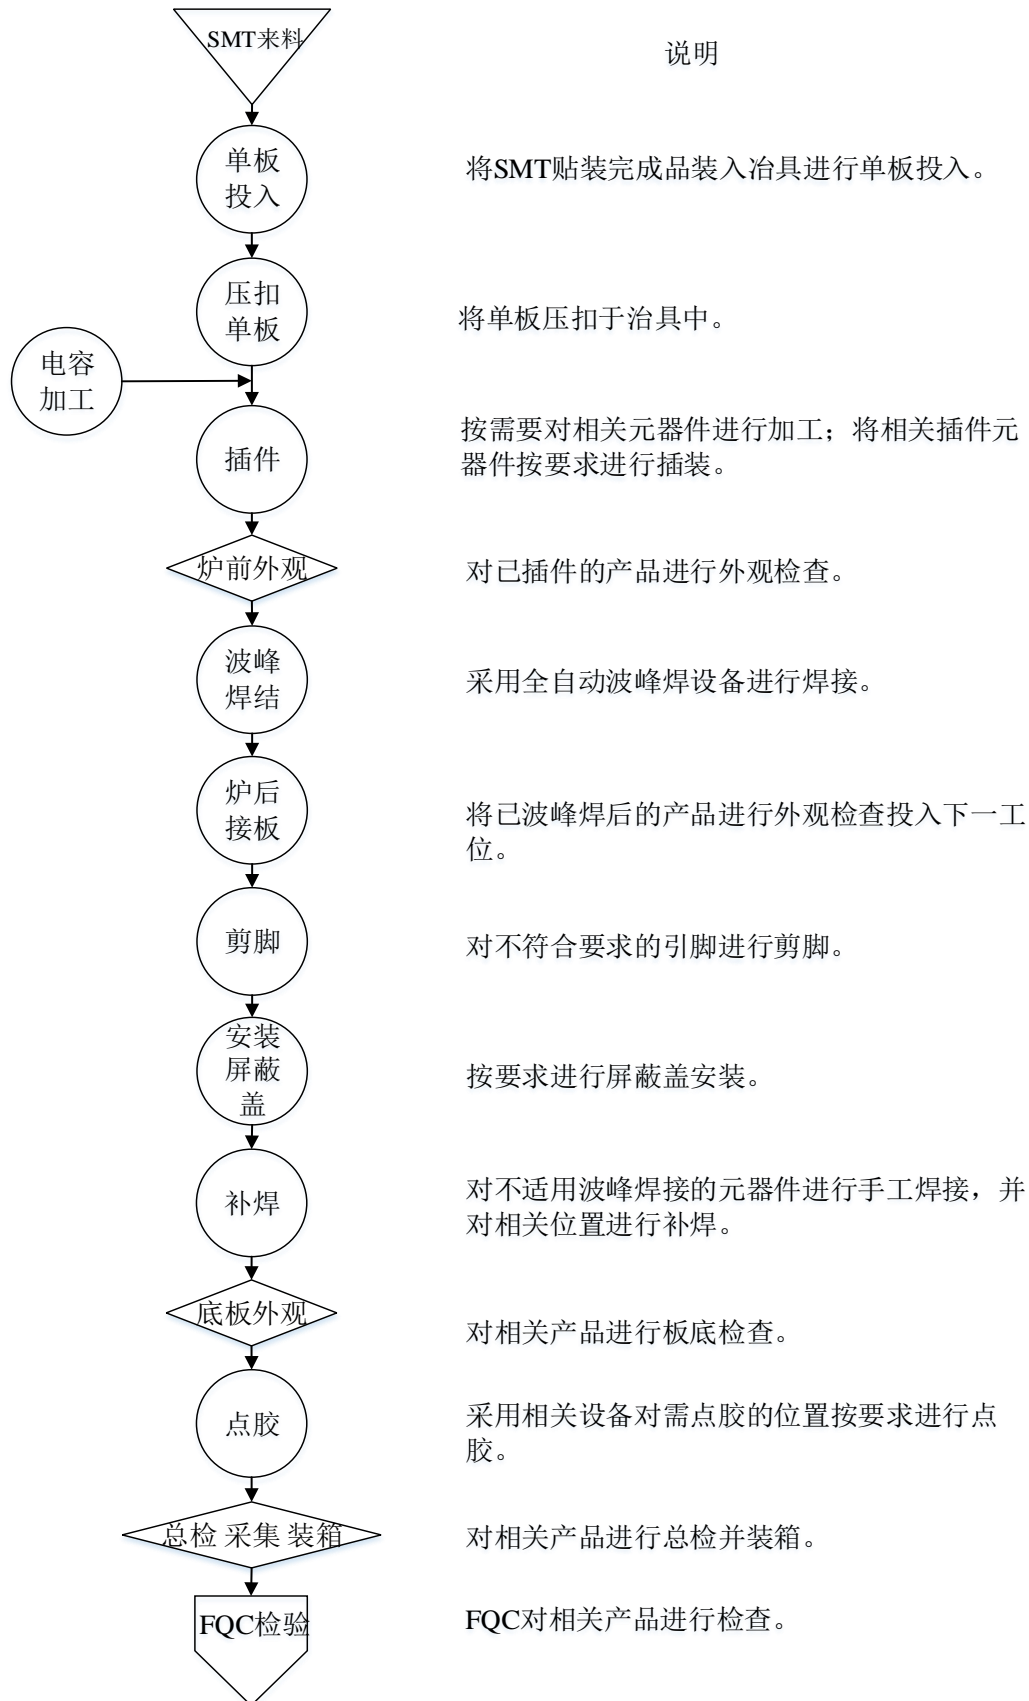 SMT来料
说明
单板
投入
将SMT贴装完成品装入冶具进行单板投入。
压扣
单板
将单板压扣于治具中。
电容
加工
插件
按需要对相关元器件进行加工；将相关插件元
器件按要求进行插装。
炉前外观
对已插件的产品进行外观检查。
波峰
焊结
采用全自动波峰焊设备进行焊接。
炉后
接板
将已波峰焊后的产品进行外观检查投入下一工
位。
剪脚
对不符合要求的引脚进行剪脚。
安装
屏蔽
盖
按要求进行屏蔽盖安装。
补焊
对不适用波峰焊接的元器件进行手工焊接，并
对相关位置进行补焊。
底板外观
对相关产品进行板底检查。
点胶
采用相关设备对需点胶的位置按要求进行点
胶。
总检 采集 装箱
对相关产品进行总检并装箱。
FQC检验
FQC对相关产品进行检查。